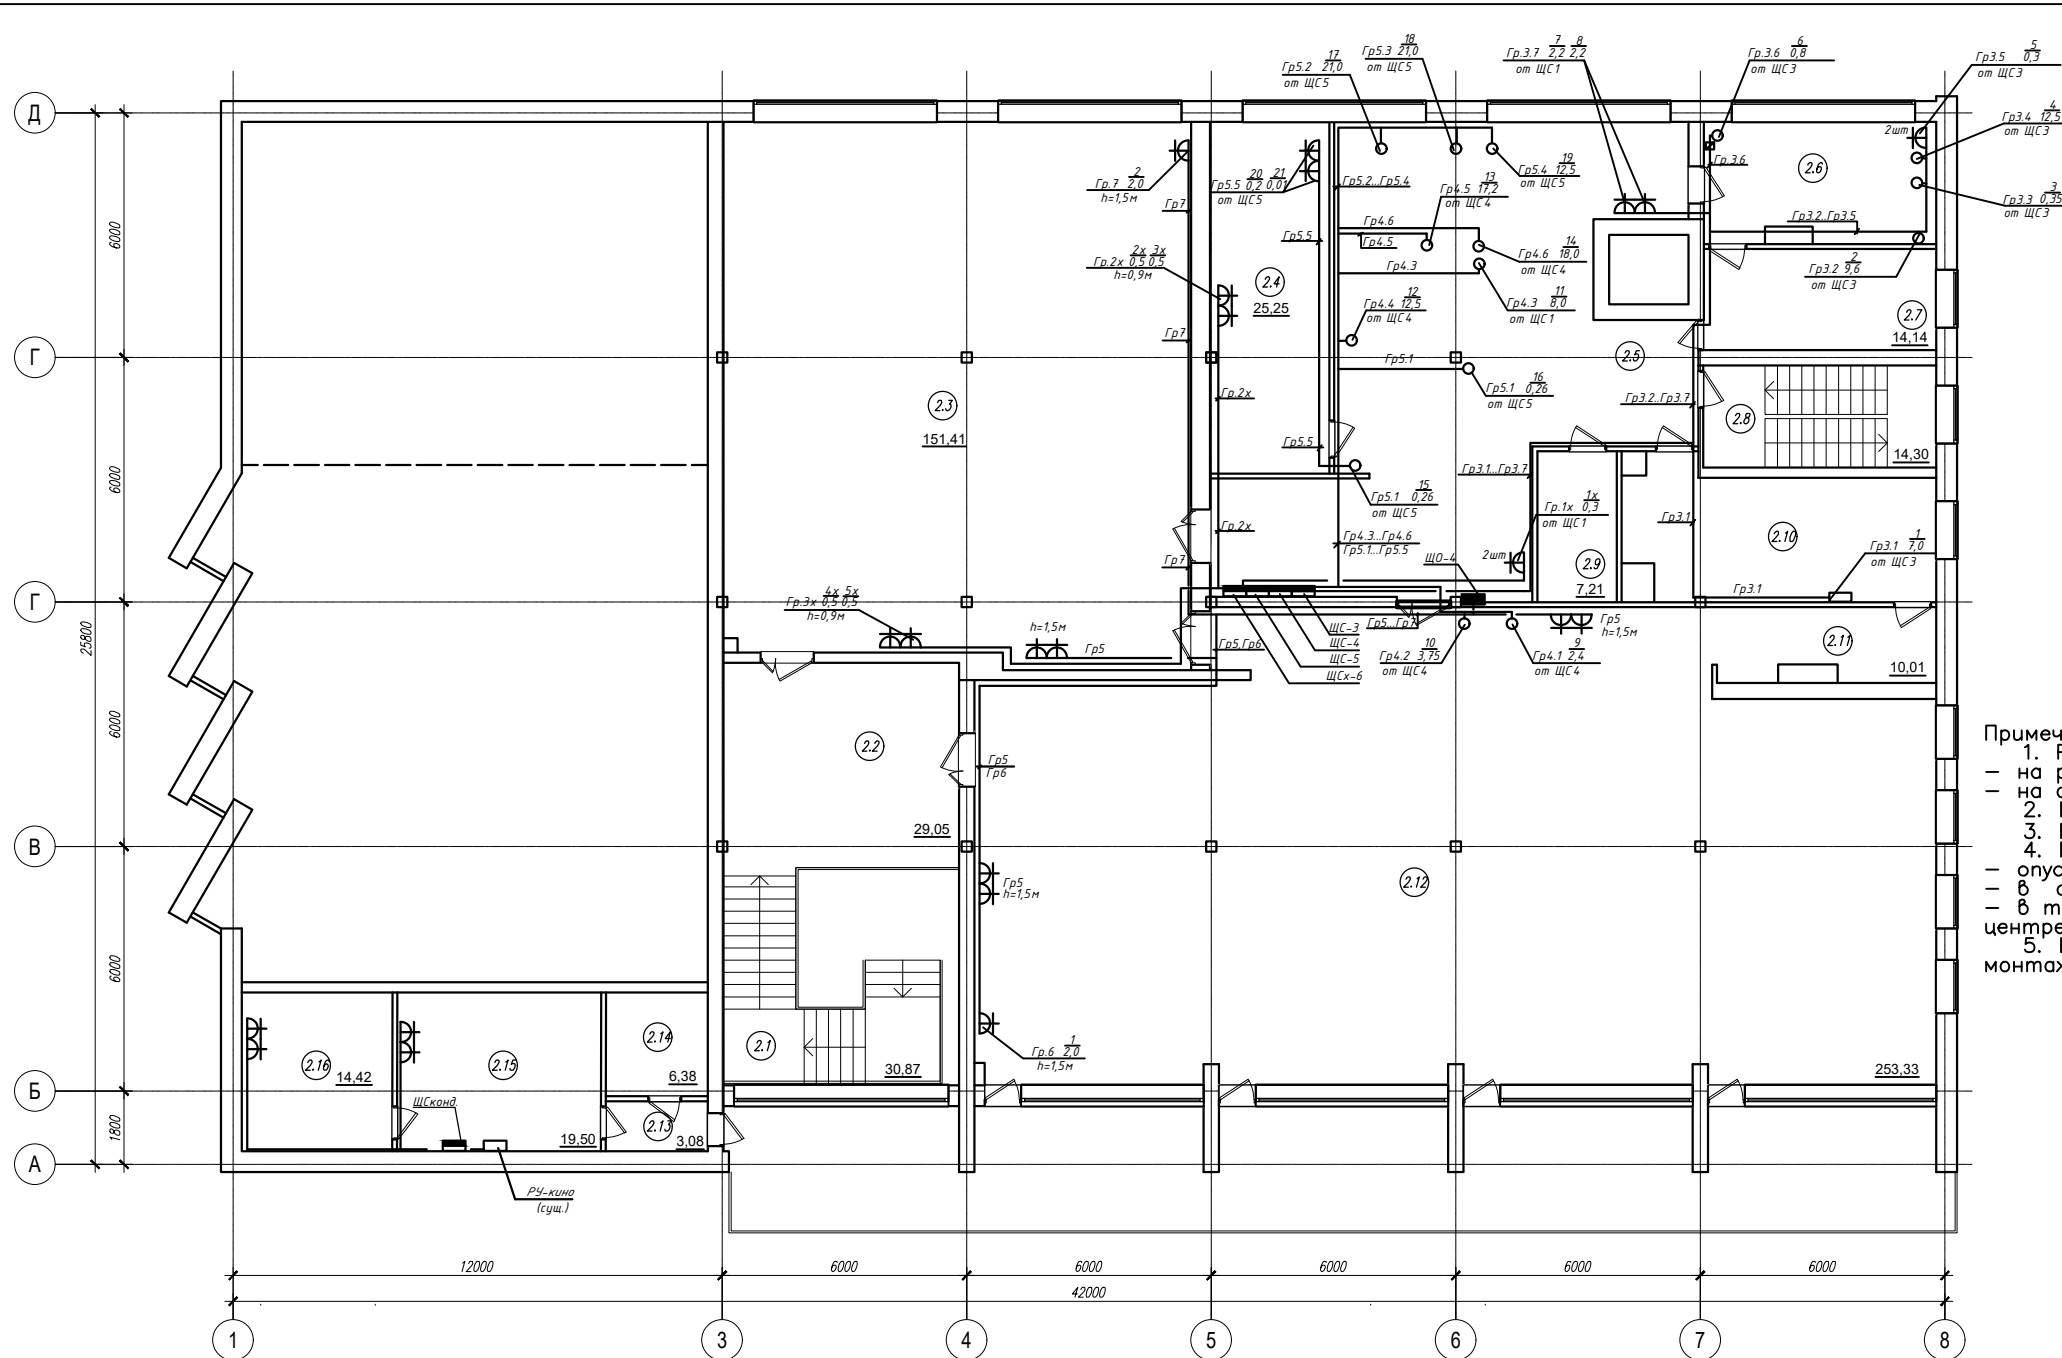 18
Гр5.3 21,0
от ЩС5
17
Гр5.2 21,0
от ЩС5
7 8
Гр.3.7 2,2 2,2
от ЩС1
6
Гр.3.6 0,8
от ЩС3
5
Гр3.5 0,3
от ЩС3
4
Гр3.4 12,5
от ЩС3
3
Гр3.3 0,35
от ЩС3
2
Гр3.2 9,6
от ЩС3
2шт
Гр.3.6
2.6
Гр3.2..Гр3.5
19
Гр5.4 12,5
от ЩС5
13
Гр4.5 17,2
от ЩС4
20 21
Гр5.5 0,2 0,01
от ЩС5
Гр5.2...Гр5.4
2
Гр.7 2,0
h=1,5м
Гр7
Гр4.6
Гр4.5
Гр5.5
14
Гр4.6 18,0
от ЩС4
2х 3х
Гр.2х 0,5 0,5
h=0,9м
Гр4.3
2.4
25,25
12
Гр4.4 12,5
от ЩС4
11
Гр4.3 8,0
от ЩС1
2.7
14,14
Гр7
2.5
Гр5.1
16
Гр5.1 0,26
от ЩС5
Гр.2х
Гр3.2..Гр3.7
2.3
151,41
2.8
14,30
Гр5.5
Гр3.1...Гр3.7
15
Гр5.1 0,26
от ЩС5
1х
Гр.1х 0,3
от ЩС1
Гр3.1
Гр.2х
Гр4.3...Гр4.6
Гр5.1...Гр5.5
2шт
ЩО-4
2.10
1
Гр3.1 7,0
от ЩС3
2.9
7,21
Гр7
Гр3.1
4х 5х
Гр.3х 0,5 0,5
h=0,9м
h=1,5м
Гр5
Гр5,Гр6
ЩС-3
ЩС-4
ЩС-5
ЩСх-6
Гр5...Гр7
10
Гр4.2 3,75
от ЩС4
9
Гр4.1 2,4
от ЩС4
Гр5
h=1,5м
2.11
10,01
2.2
29,05
Гр5
Гр6
2.12
Гр5
h=1,5м
253,33
1
Гр.6 2,0
h=1,5м
2.1
30,87
2.14
6,38
2.13
3,08
2.15
19,50
2.16
14,42
ЩСконд.
РУ-кино
(сущ.)
Примеч
1.
– на
– на
2.
3.
4.
– опус
– в
– в
центре
5.
монтаж
Д
Г
Г
В
Б
А
6000
6000
6000
6000
1800
25800
12000
6000
6000
6000
6000
6000
42000
1
3
4
5
6
7
8